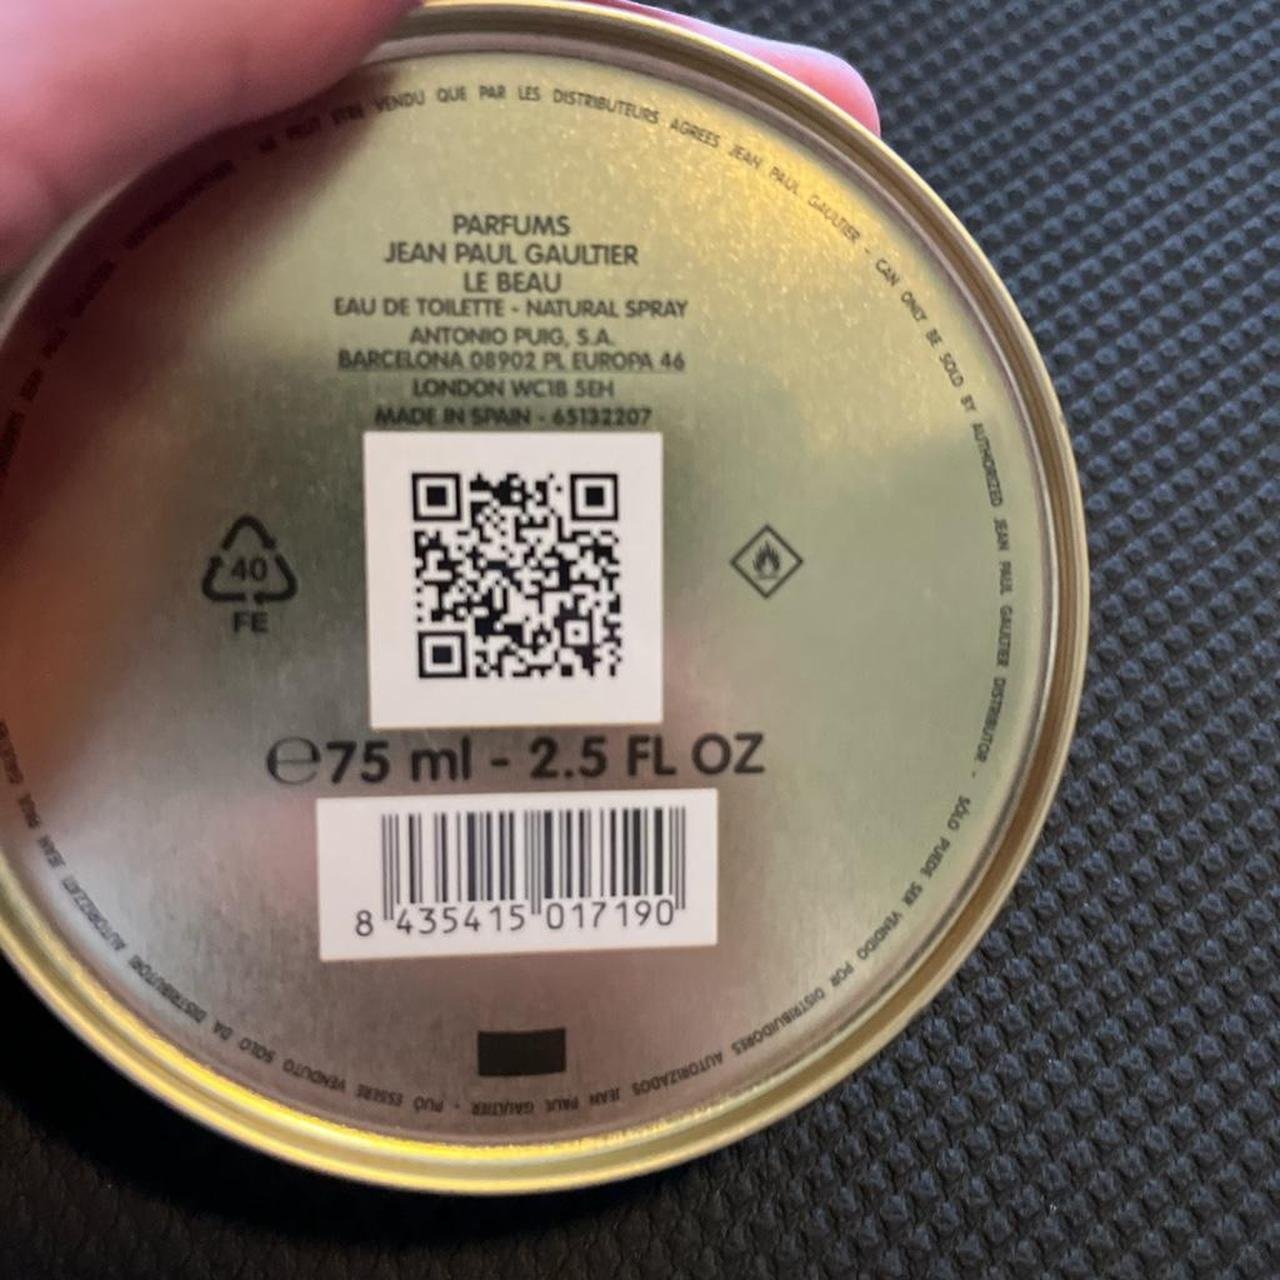 VENDU QUE PAR LES DISTRIBUTEURS AGREES JEAN PAUL GAULTIER - CAN ONLY BE SOLD BY AUTHORIZED JEAN PAUL GAULTIER DISTRIBUTOR - SÓLO PUEDE SER VENDIDO POR DISTRIBUIDORES AUTORIZADOS JEAN PAUL GAULTIER - PUÒ ESSERE VENDUTO SOLO DA DISTRIBUTORI AUTORIZZATI JEAN PAUL
PARFUMS
JEAN PAUL GAULTIER
LE BEAU
EAU DE TOILETTE - NATURAL SPRAY
ANTONIO PUIG, S.A.
BARCELONA 08902 PL EUROPA 46
LONDON WC1B 5EH
MADE IN SPAIN - 65132207
40
FE
℮75 ml - 2.5 FL OZ
8 435415 017190